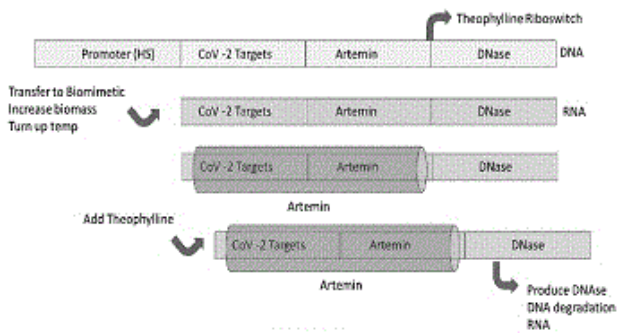 Theophylline Riboswitch
Promoter (HS) CoV -2 Targets Artemin DNase DNA
Transfer to Biomimetic
Increase biomass
Turn up temp
CoV -2 Targets Artemin DNase RNA
CoV -2 Targets Artemin DNase
Artemin
Add Theophylline
CoV -2 Targets Artemin DNase
Artemin
Produce DNAse
DNA degradation
RNA